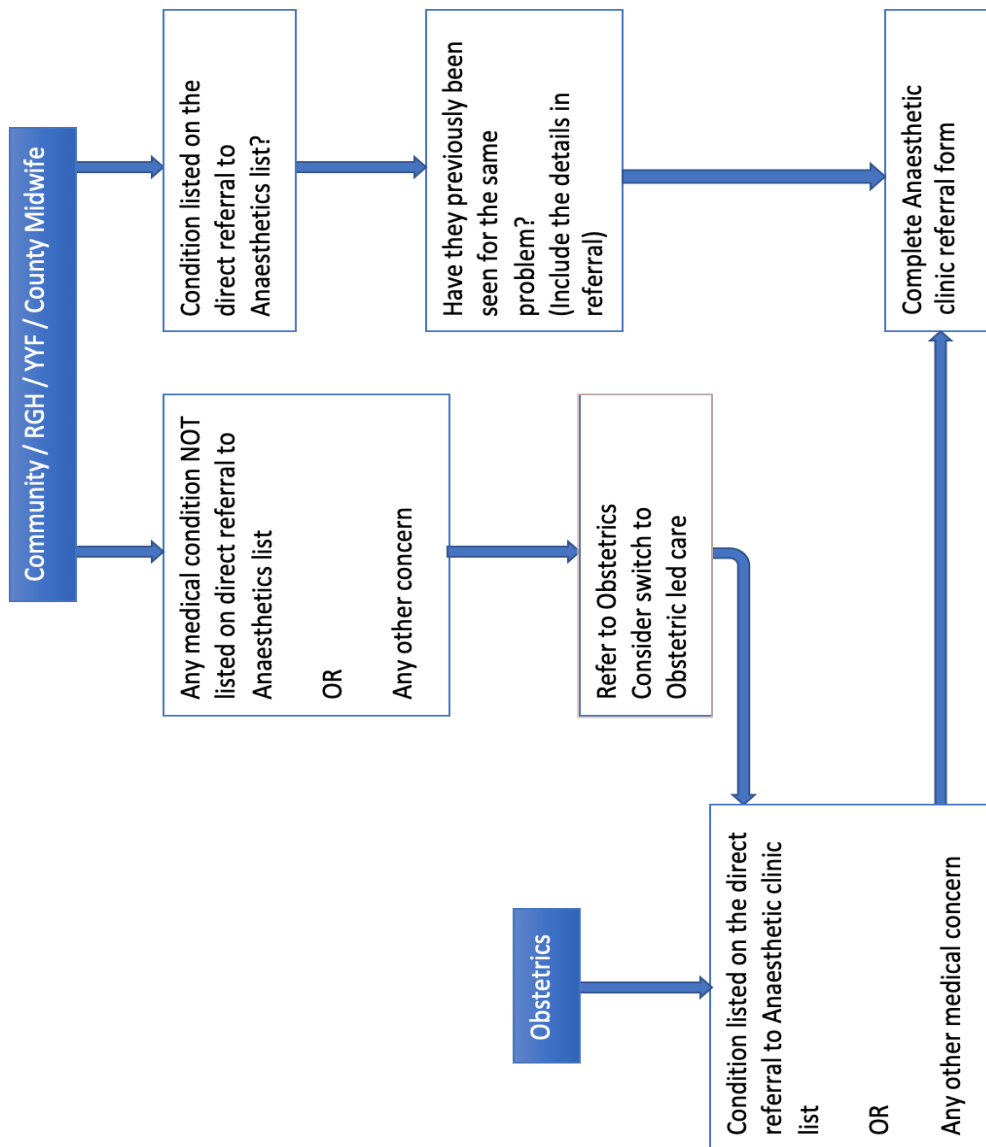 Community / RGH / YYF / County Midwife
Condition listed on the
direct referral to
Anaesthetics list?
Have they previously been
seen for the same
problem?
(Include the details in
referral)
Complete Anaesthetic
clinic referral form
Any medical condition NOT
listed on direct referral to
Anaesthetics list
OR
Any other concern
Refer to Obstetrics
Consider switch to
Obstetric led care
Obstetrics
Condition listed on the direct
referral to Anaesthetic clinic
list
OR
Any other medical concern